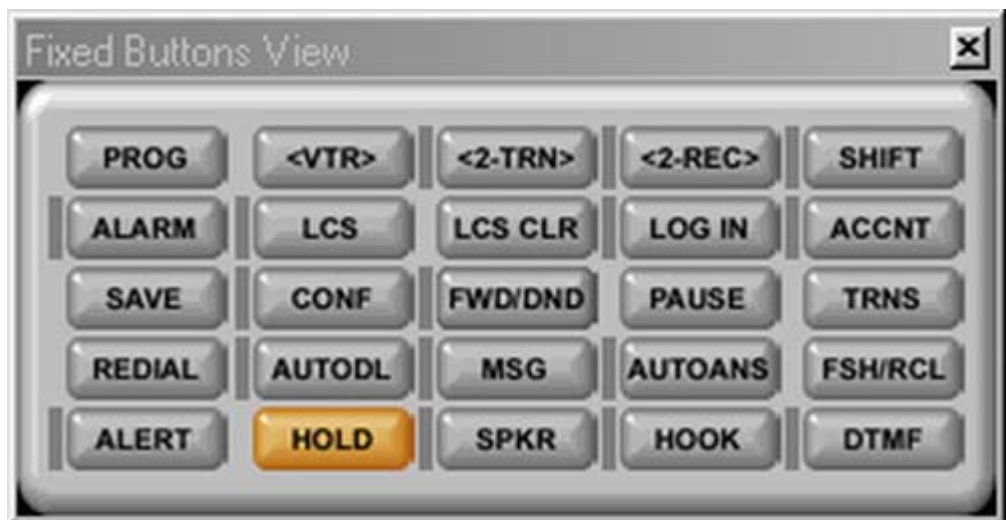 Fixed Buttons View
PROG <VTR> <2-TRN> <2-REC> SHIFT
ALARM LCS LCS CLR LOG IN ACCNT
SAVE CONF FWD/DND PAUSE TRNS
REDIAL AUTODL MSG AUTOANS FSH/RCL
ALERT HOLD SPKR HOOK DTMF